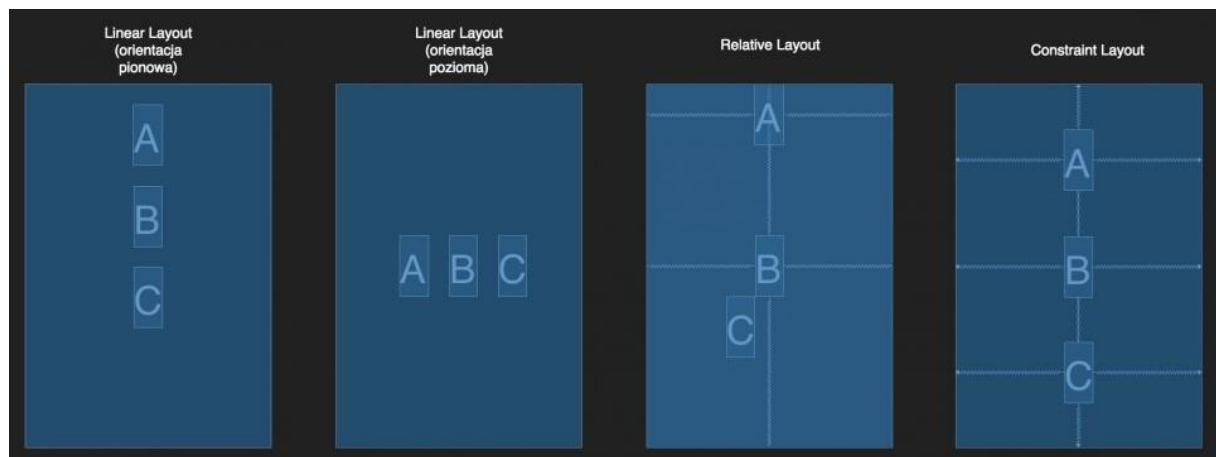 Linear Layout
(orientacja
pionowa)
Linear Layout
(orientacja
pozioma)
Relative Layout
Constraint Layout
A
B
C
A B C
A
B
C
A
B
C